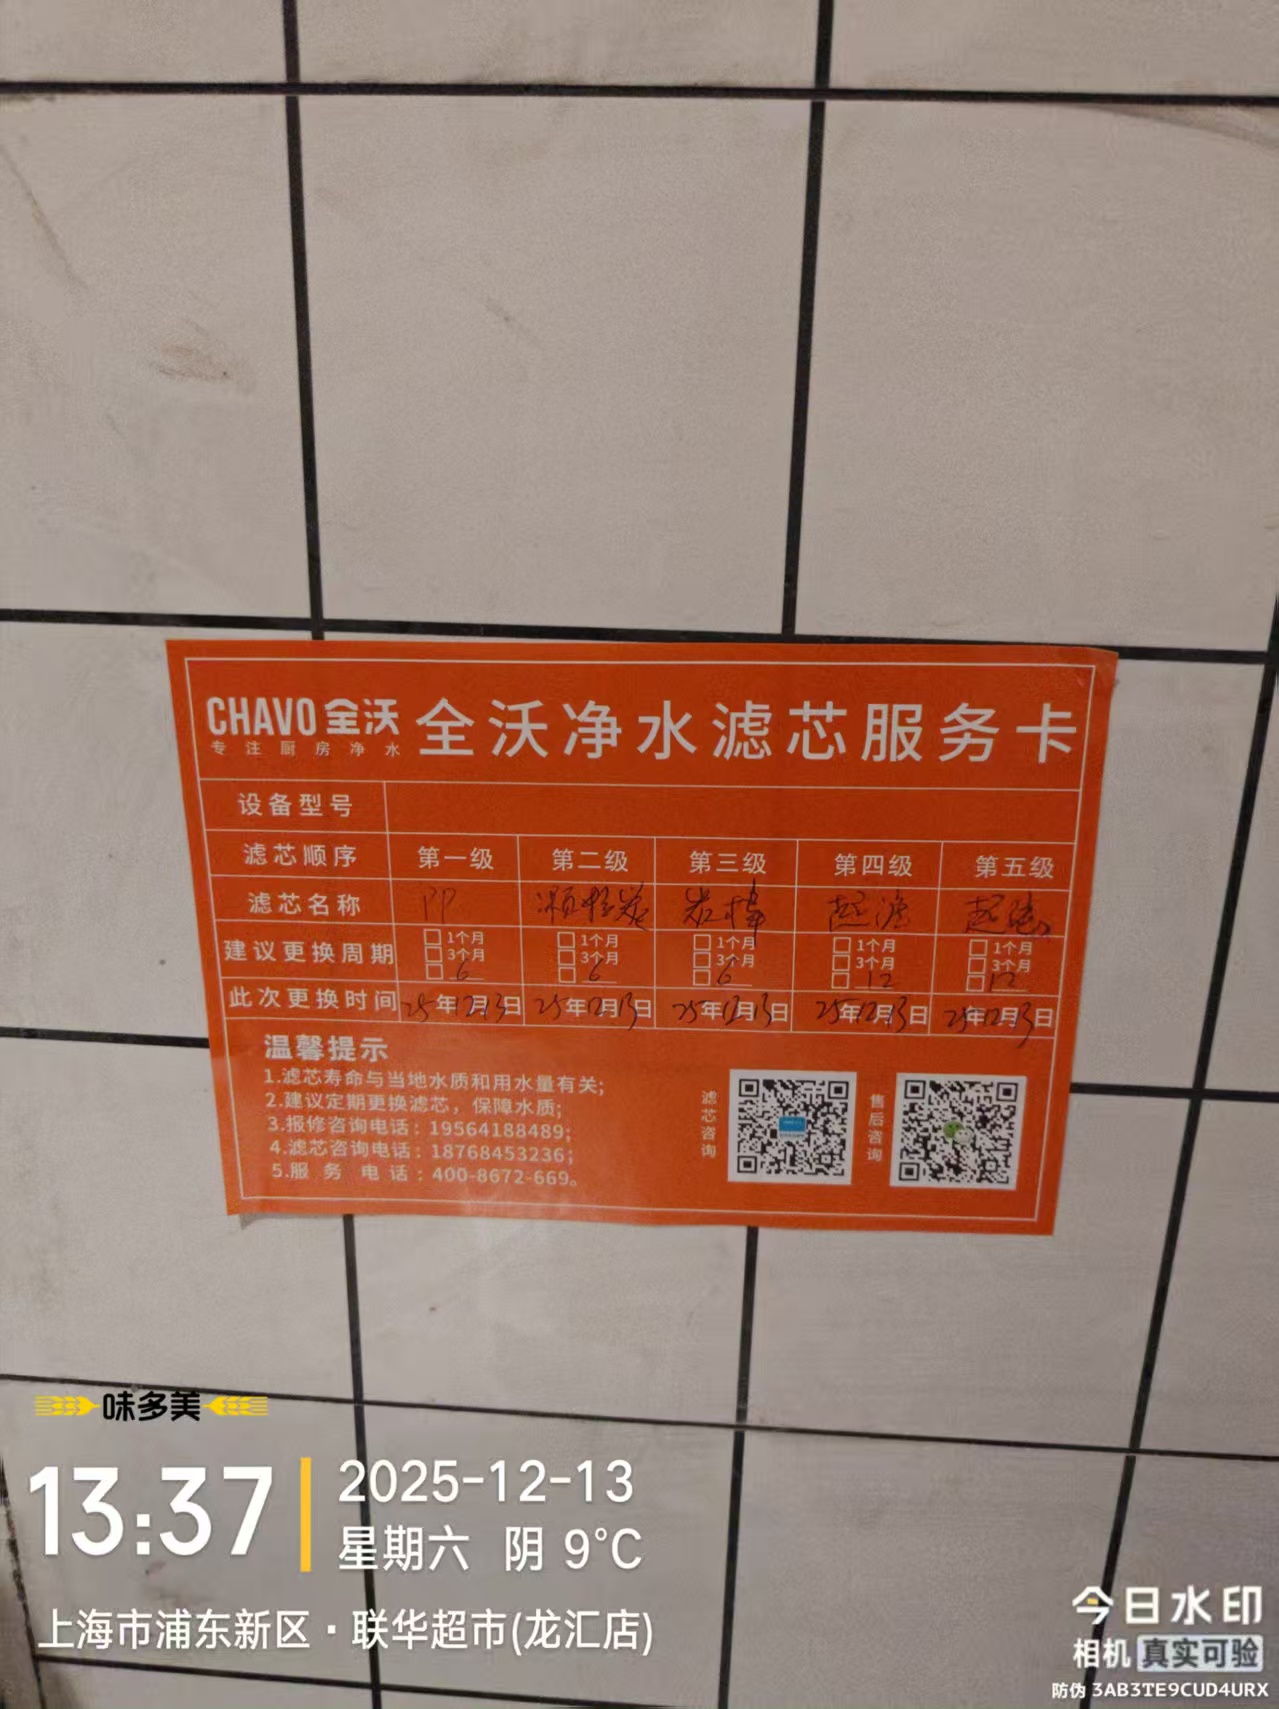 CHAVO 全沃
专注厨房净水
全沃净水滤芯服务卡
设备型号
滤芯顺序 第一级 第二级 第三级 第四级 第五级
滤芯名称 PP 颗粒炭 岩棒 超滤
建议更换周期 1个月 1个月 1个月 1个月 1个月
3个月 3个月 3个月 3个月 3个月
6 6 6 12 12
此次更换时间 25年12月13日 25年12月13日 25年12月13日 25年12月13日 25年12月13日
温馨提示
1.滤芯寿命与当地水质和用水量有关;
2.建议定期更换滤芯，保障水质;
3.报修咨询电话：19564188489;
4.滤芯咨询电话：18768453236;
5.服务电话：400-8672-669。
滤芯咨询
售后咨询
味多美
13:37
2025-12-13
星期六 阴 9°C
上海市浦东新区·联华超市(龙汇店)
今日水印
相机 真实可验
防伪 3AB3TE9CUD4URX